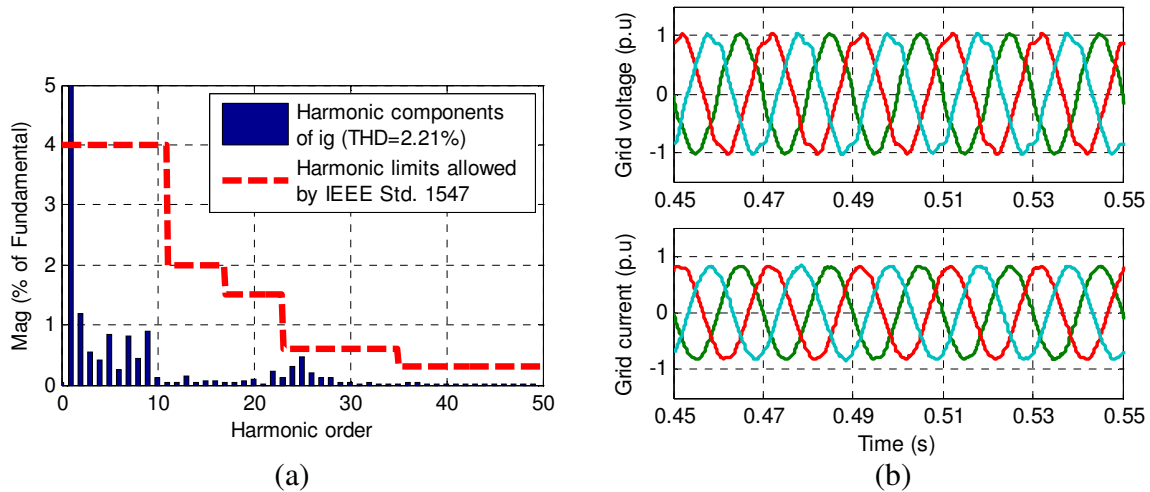 5
4
3
2
1
0
Mag (% of Fundamental)
Harmonic components
of ig (THD=2.21%)
Harmonic limits allowed
by IEEE Std. 1547
0 10 20 30 40 50
Harmonic order
(a)
1
0
-1
Grid voltage (p.u)
0.45 0.47 0.49 0.51 0.53 0.55
1
0
-1
Grid current (p.u)
0.45 0.47 0.49 0.51 0.53 0.55
Time (s)
(b)